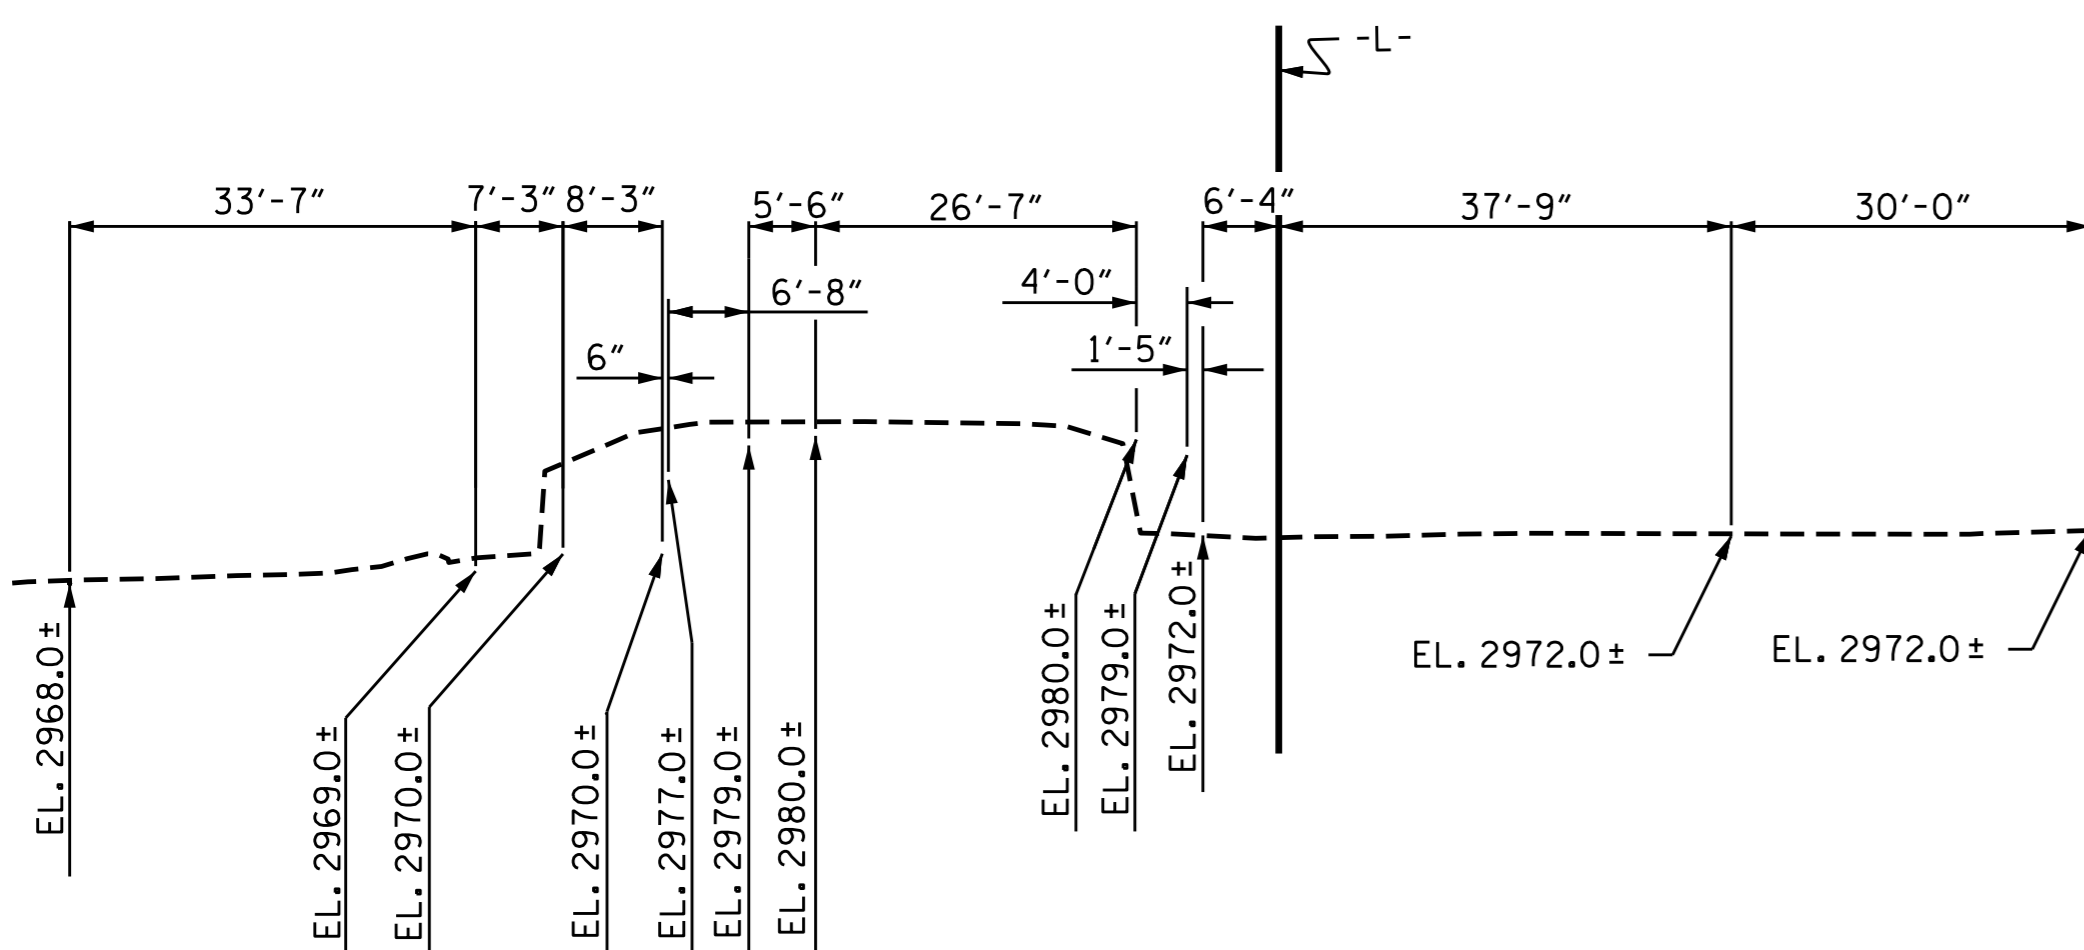 -L-
33'-7"
7'-3"
8'-3"
5'-6"
26'-7"
6'-4"
37'-9"
30'-0"
6'-8"
4'-0"
6"
1'-5"
EL. 2968.0±
EL. 2969.0±
EL. 2970.0±
EL. 2970.0±
EL. 2977.0±
EL. 2979.0±
EL. 2980.0±
EL. 2980.0±
EL. 2979.0±
EL. 2972.0±
EL. 2972.0±
EL. 2972.0±